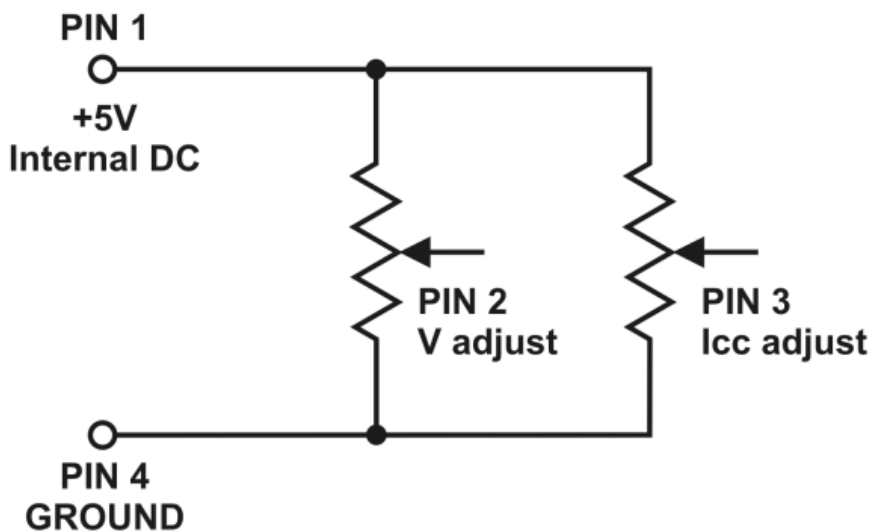 PIN 1
+5V
Internal DC
PIN 2
V adjust
PIN 3
Icc adjust
PIN 4
GROUND